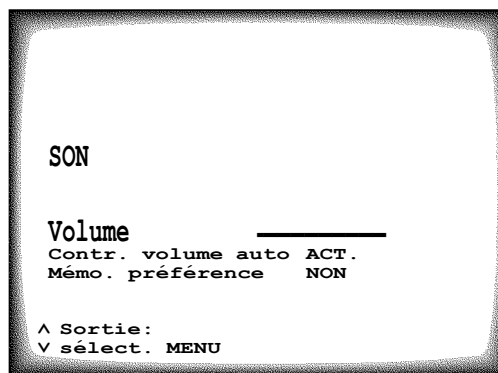 SON
Volume
Contr. volume auto ACT.
Mémo. préférence NON
∧ Sortie:
∨ sélect. MENU